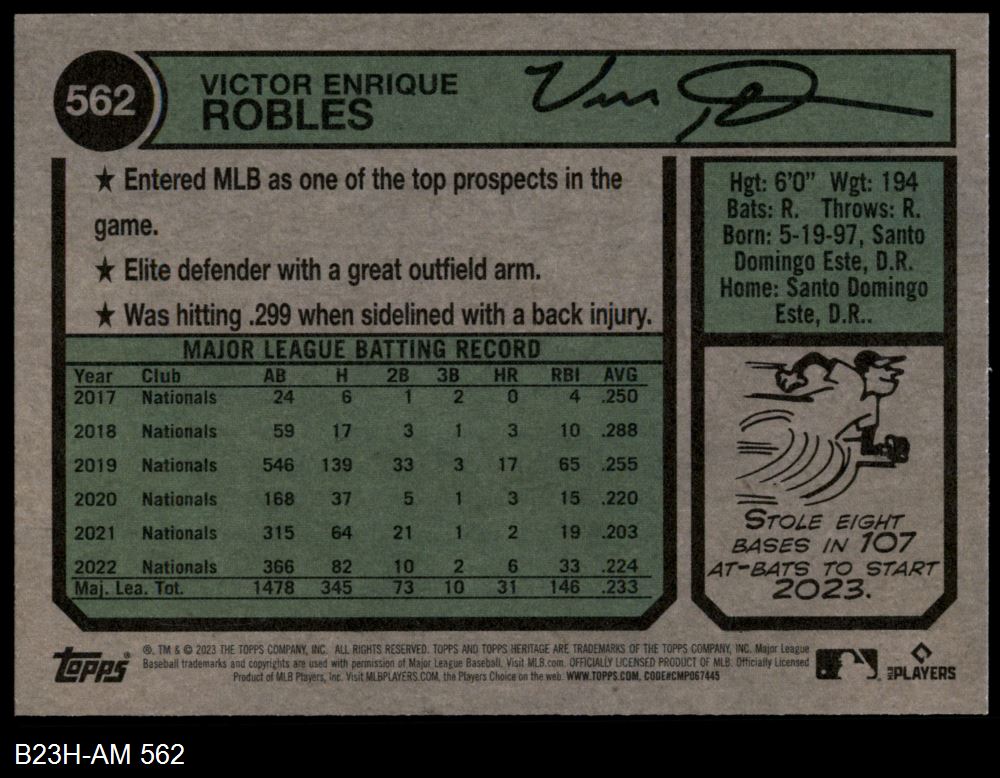 562
VICTOR ENRIQUE
ROBLES
★ Entered MLB as one of the top prospects in the
game.
★ Elite defender with a great outfield arm.
★ Was hitting .299 when sidelined with a back injury.
Hgt: 6'0" Wgt: 194
Bats: R. Throws: R.
Born: 5-19-97, Santo
Domingo Este, D.R.
Home: Santo Domingo
Este, D.R..
MAJOR LEAGUE BATTING RECORD
Year Club AB H 2B 3B HR RBI AVG
2017 Nationals 24 6 1 2 0 4 .250
2018 Nationals 59 17 3 1 3 10 .288
2019 Nationals 546 139 33 3 17 65 .255
2020 Nationals 168 37 5 1 3 15 .220
2021 Nationals 315 64 21 1 2 19 .203
2022 Nationals 366 82 10 2 6 33 .224
Maj. Lea. Tot. 1478 345 73 10 31 146 .233
STOLE EIGHT
BASES IN 107
AT-BATS TO START
2023.
TOPPS®
®, TM & © 2023 THE TOPPS COMPANY, INC. ALL RIGHTS RESERVED. TOPPS AND TOPPS HERITAGE ARE TRADEMARKS OF THE TOPPS COMPANY, INC. Major League
Baseball trademarks and copyrights are used with permission of Major League Baseball. Visit MLB.com. OFFICIALLY LICENSED PRODUCT OF MLB. Officially Licensed
Product of MLB Players, Inc. Visit MLBPLAYERS.COM, the Players Choice on the web. WWW.TOPPS.COM, CODE#CMP067445
MLB PLAYERS
B23H-AM 562